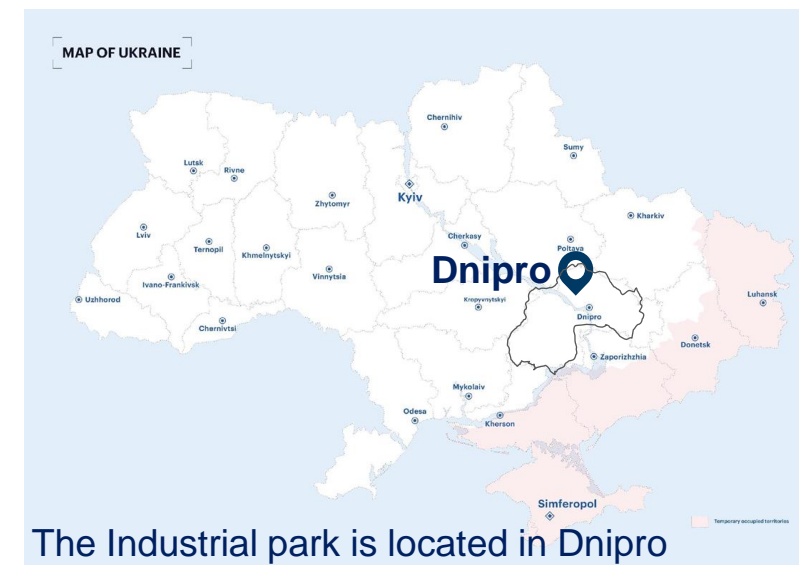 MAP OF UKRAINE
Chernihiv
Sumy
Lutsk
Rivne
Kyiv
Zhytomyr
Kharkiv
Lviv
Cherkasy
Poltava
Ternopil
Khmelnytskyi
Dnipro
Vinnytsia
Ivano-Frankivsk
Uzhhorod
Kropyvnytskyi
Luhansk
Chernivtsi
Dnipro
Donetsk
Zaporizhzhia
Mykolaiv
Odesa
Kherson
Simferopol
Temporary occupied territories
The Industrial park is located in Dnipro